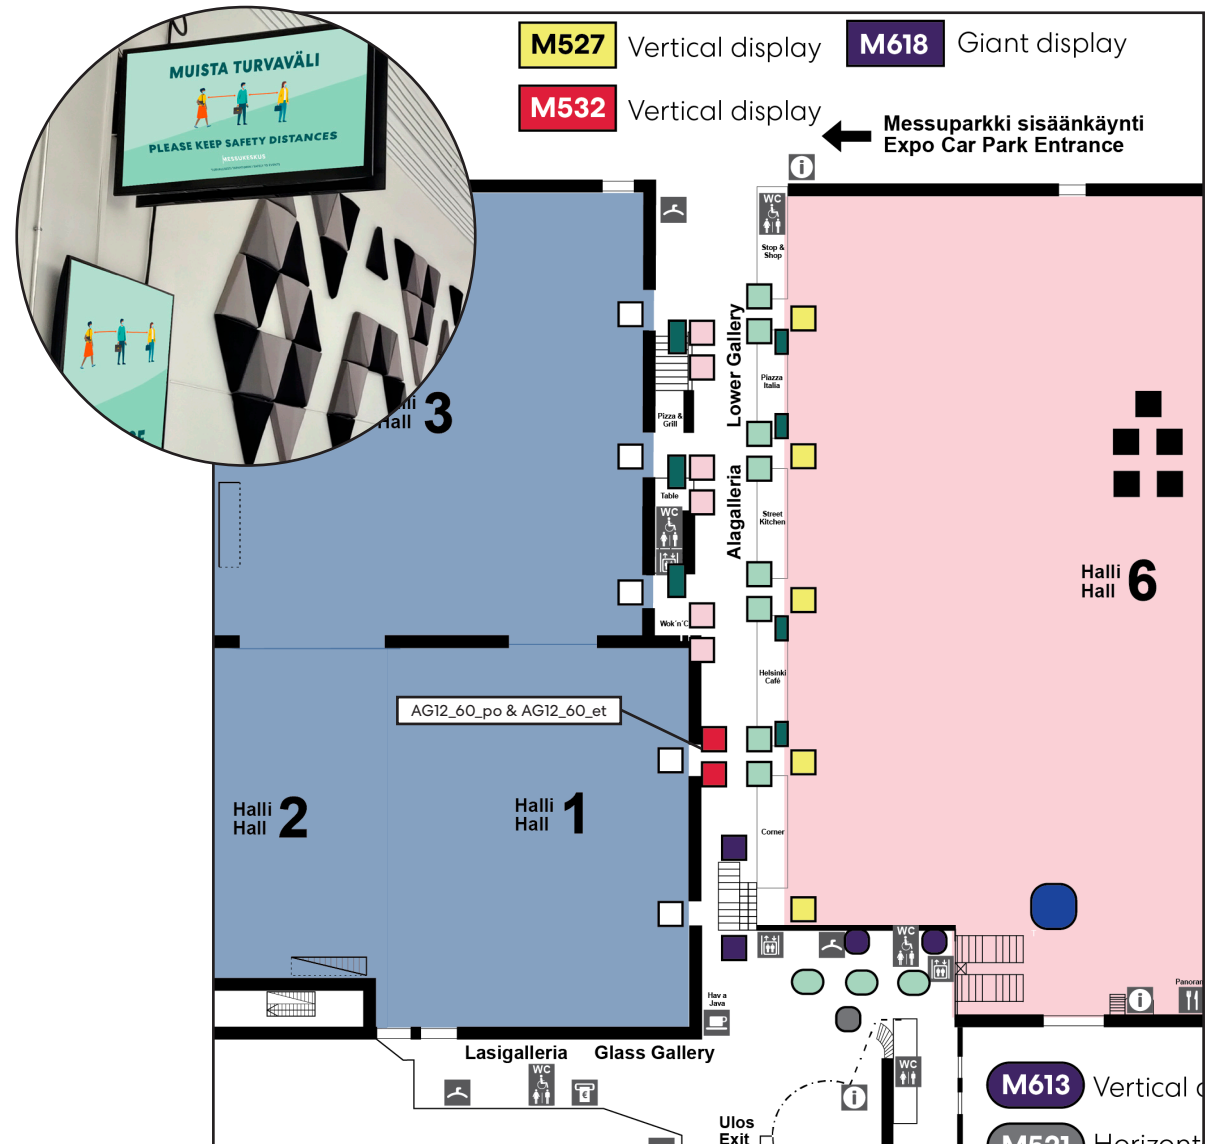 M527 Vertical display
M618 Giant display
M532 Vertical display
Messuparkki sisäänkäynti
Expo Car Park Entrance
MUISTA TURVAVÄLI
PLEASE KEEP SAFETY DISTANCES
MESSUKESKUS
WC
Stop &
Shop
Lower Gallery
Alagalleria
Piazza
Italia
Pizza &
Grill
Hall 3
Table
WC
Street
Kitchen
Halli
Hall 6
Wok´n´C
Helsinki
Café
AG12_60_po & AG12_60_et
Halli
Hall 2
Halli
Hall 1
Corner
WC
Hav a
Java
Panorar
Lasigalleria Glass Gallery
WC
WC
M613 Vertical
Ulos
Exit
M521 Horizont